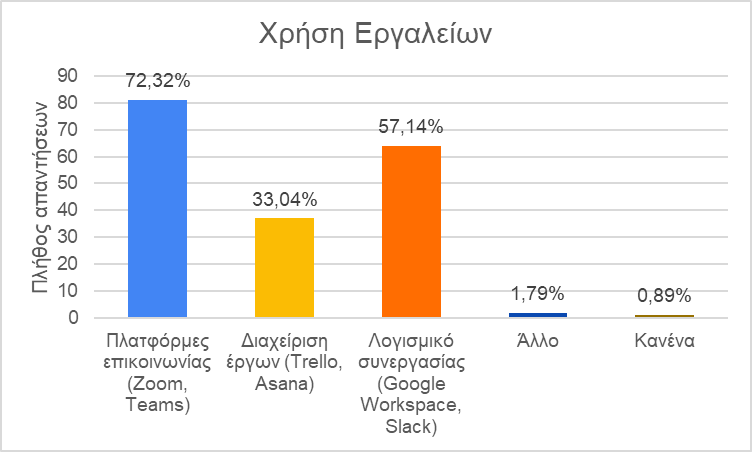 Χρήση Εργαλείων
Πλήθος απαντήσεων
90
80
70
60
50
40
30
20
10
0
72,32%
33,04%
57,14%
1,79%
0,89%
Πλατφόρμες
επικοινωνίας
(Zoom,
Teams)
Διαχείριση
έργων (Trello,
Asana)
Λογισμικό
συνεργασίας
(Google
Workspace,
Slack)
Άλλο
Κανένα